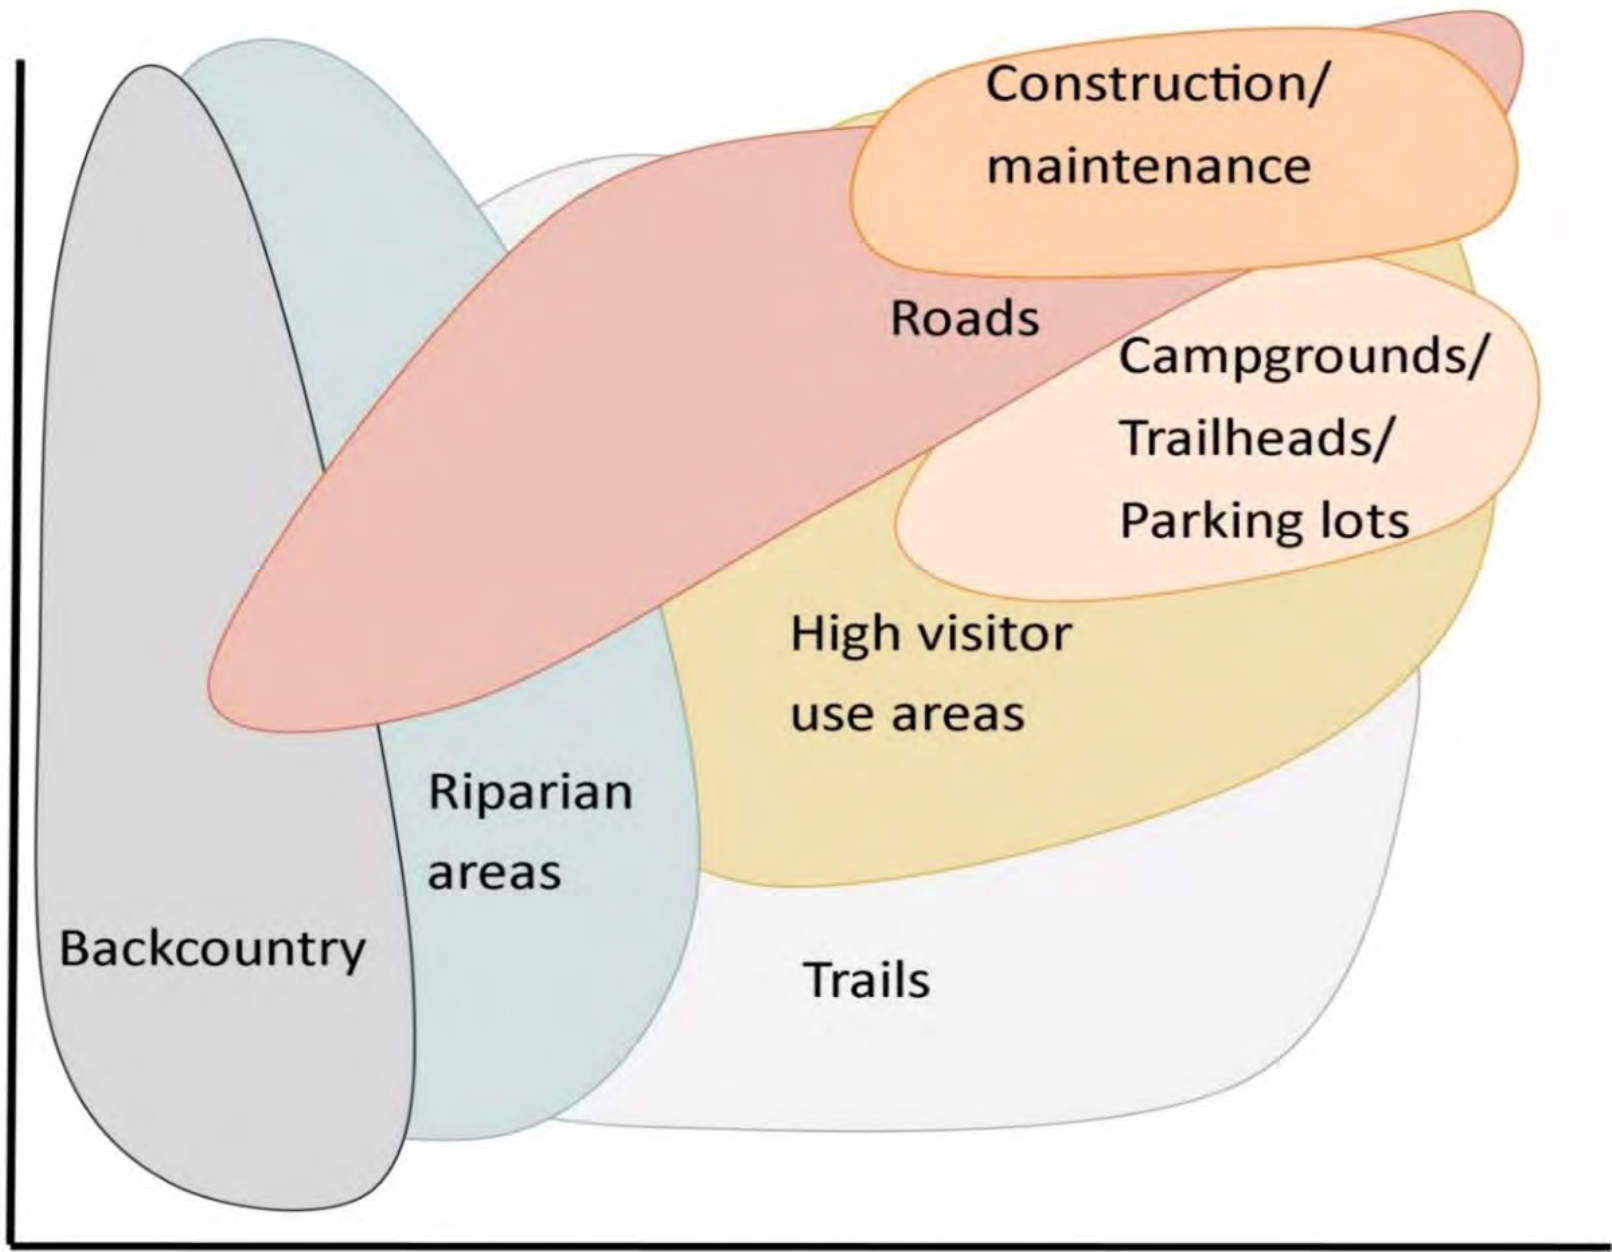 Construction/
maintenance
Roads
Campgrounds/
Trailheads/
Parking lots
High visitor
use areas
Riparian
areas
Backcountry
Trails